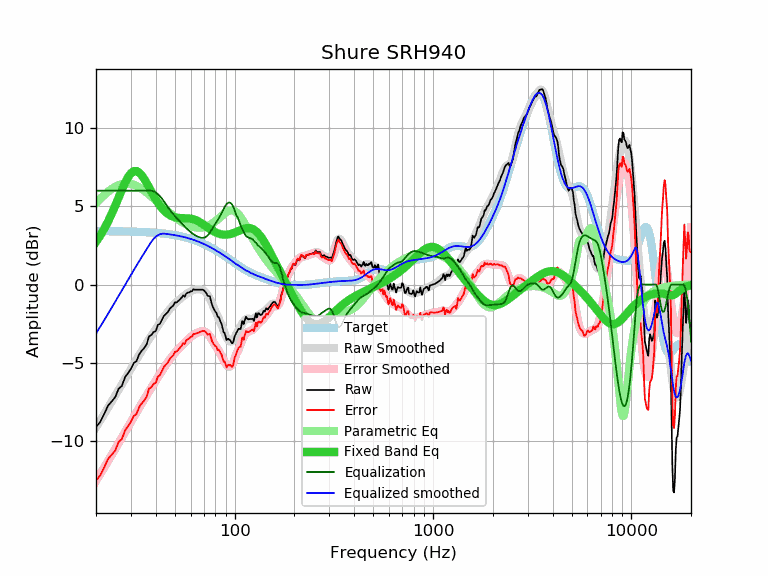 Shure SRH940
Amplitude (dBr)
10
5
0
−5
−10
Target
Raw Smoothed
Error Smoothed
Raw
Error
Parametric Eq
Fixed Band Eq
Equalization
Equalized smoothed
100 1000 10000
Frequency (Hz)